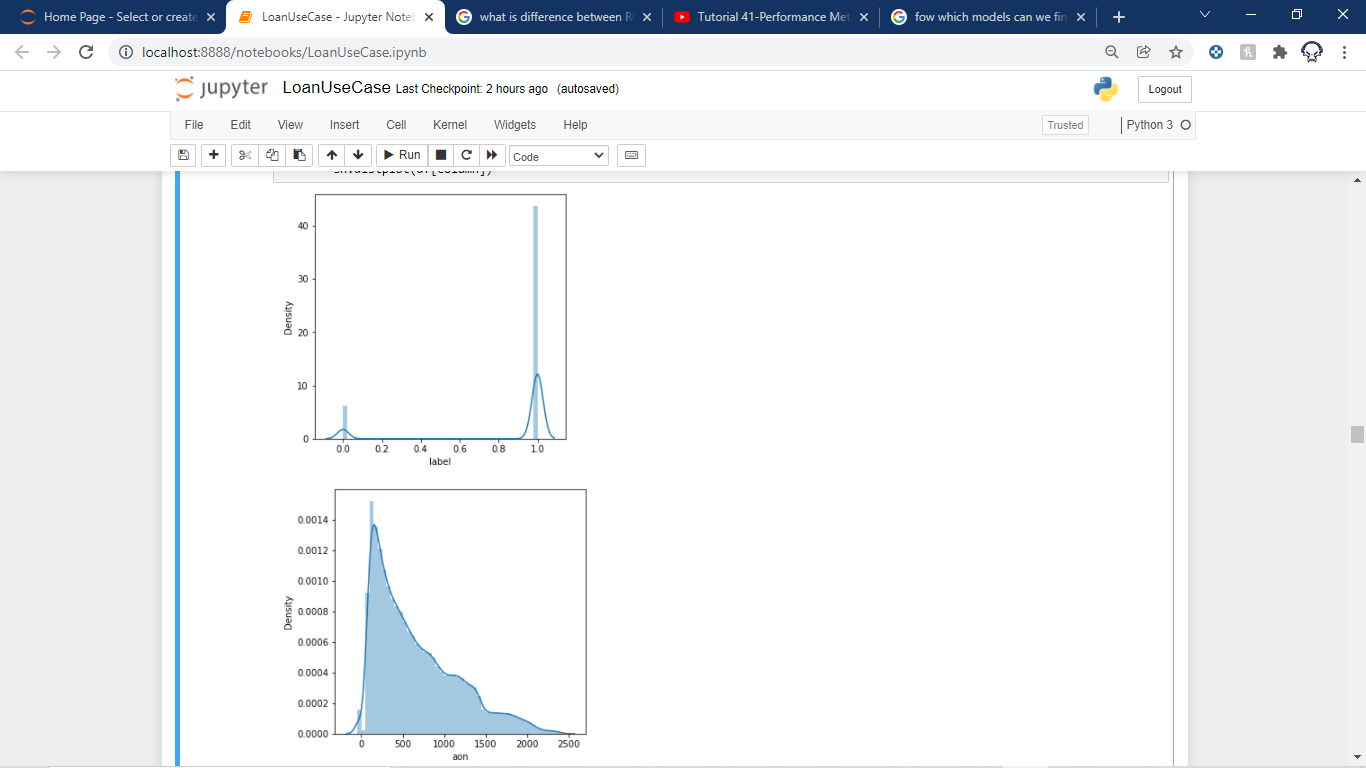 Home Page - Select or create
LoanUseCase - Jupyter Note
what is difference between R
Tutorial 41-Performance Met
fow which models can we fin
localhost:8888/notebooks/LoanUseCase.ipynb
jupyter LoanUseCase Last Checkpoint: 2 hours ago (autosaved)
Logout
File Edit View Insert Cell Kernel Widgets Help
Trusted
Python 3
Run
Code
40
30
20
10
0
Density
0.0 0.2 0.4 0.6 0.8 1.0
label
0.0014
0.0012
0.0010
0.0008
0.0006
0.0004
0.0002
0.0000
Density
0 500 1000 1500 2000 2500
aon